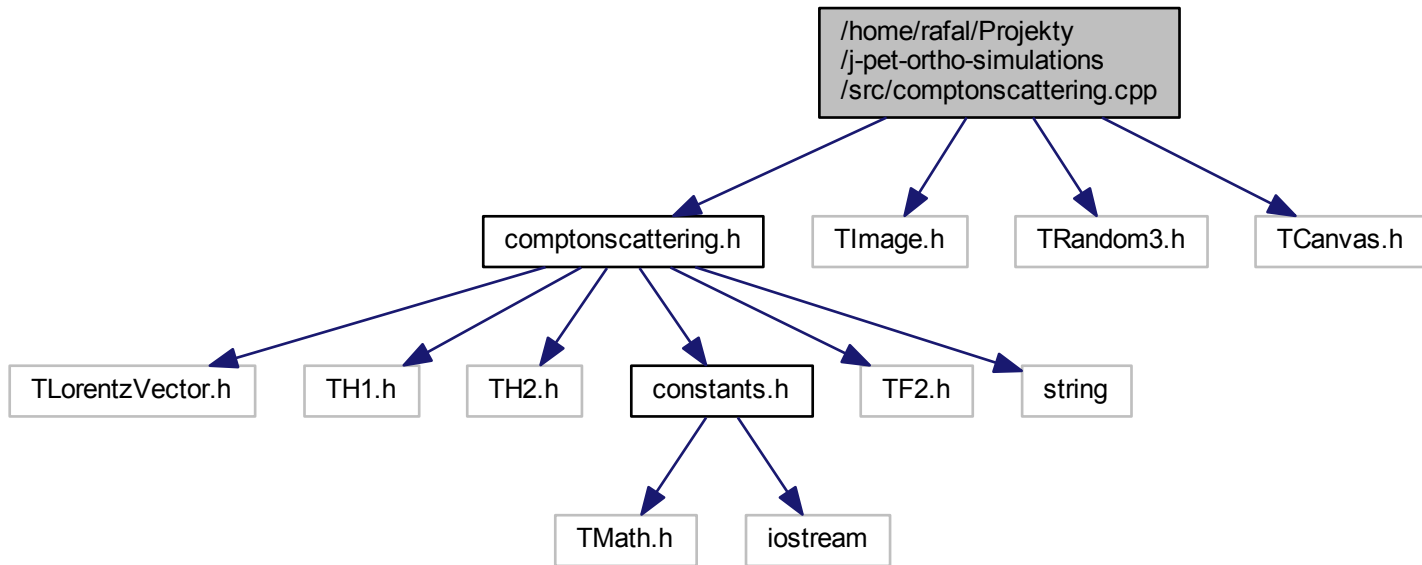 /home/rafal/Projekty
/j-pet-ortho-simulations
/src/comptonscattering.cpp
comptonscattering.h
TImage.h
TRandom3.h
TCanvas.h
TLorentzVector.h
TH1.h
TH2.h
constants.h
TF2.h
string
TMath.h
iostream